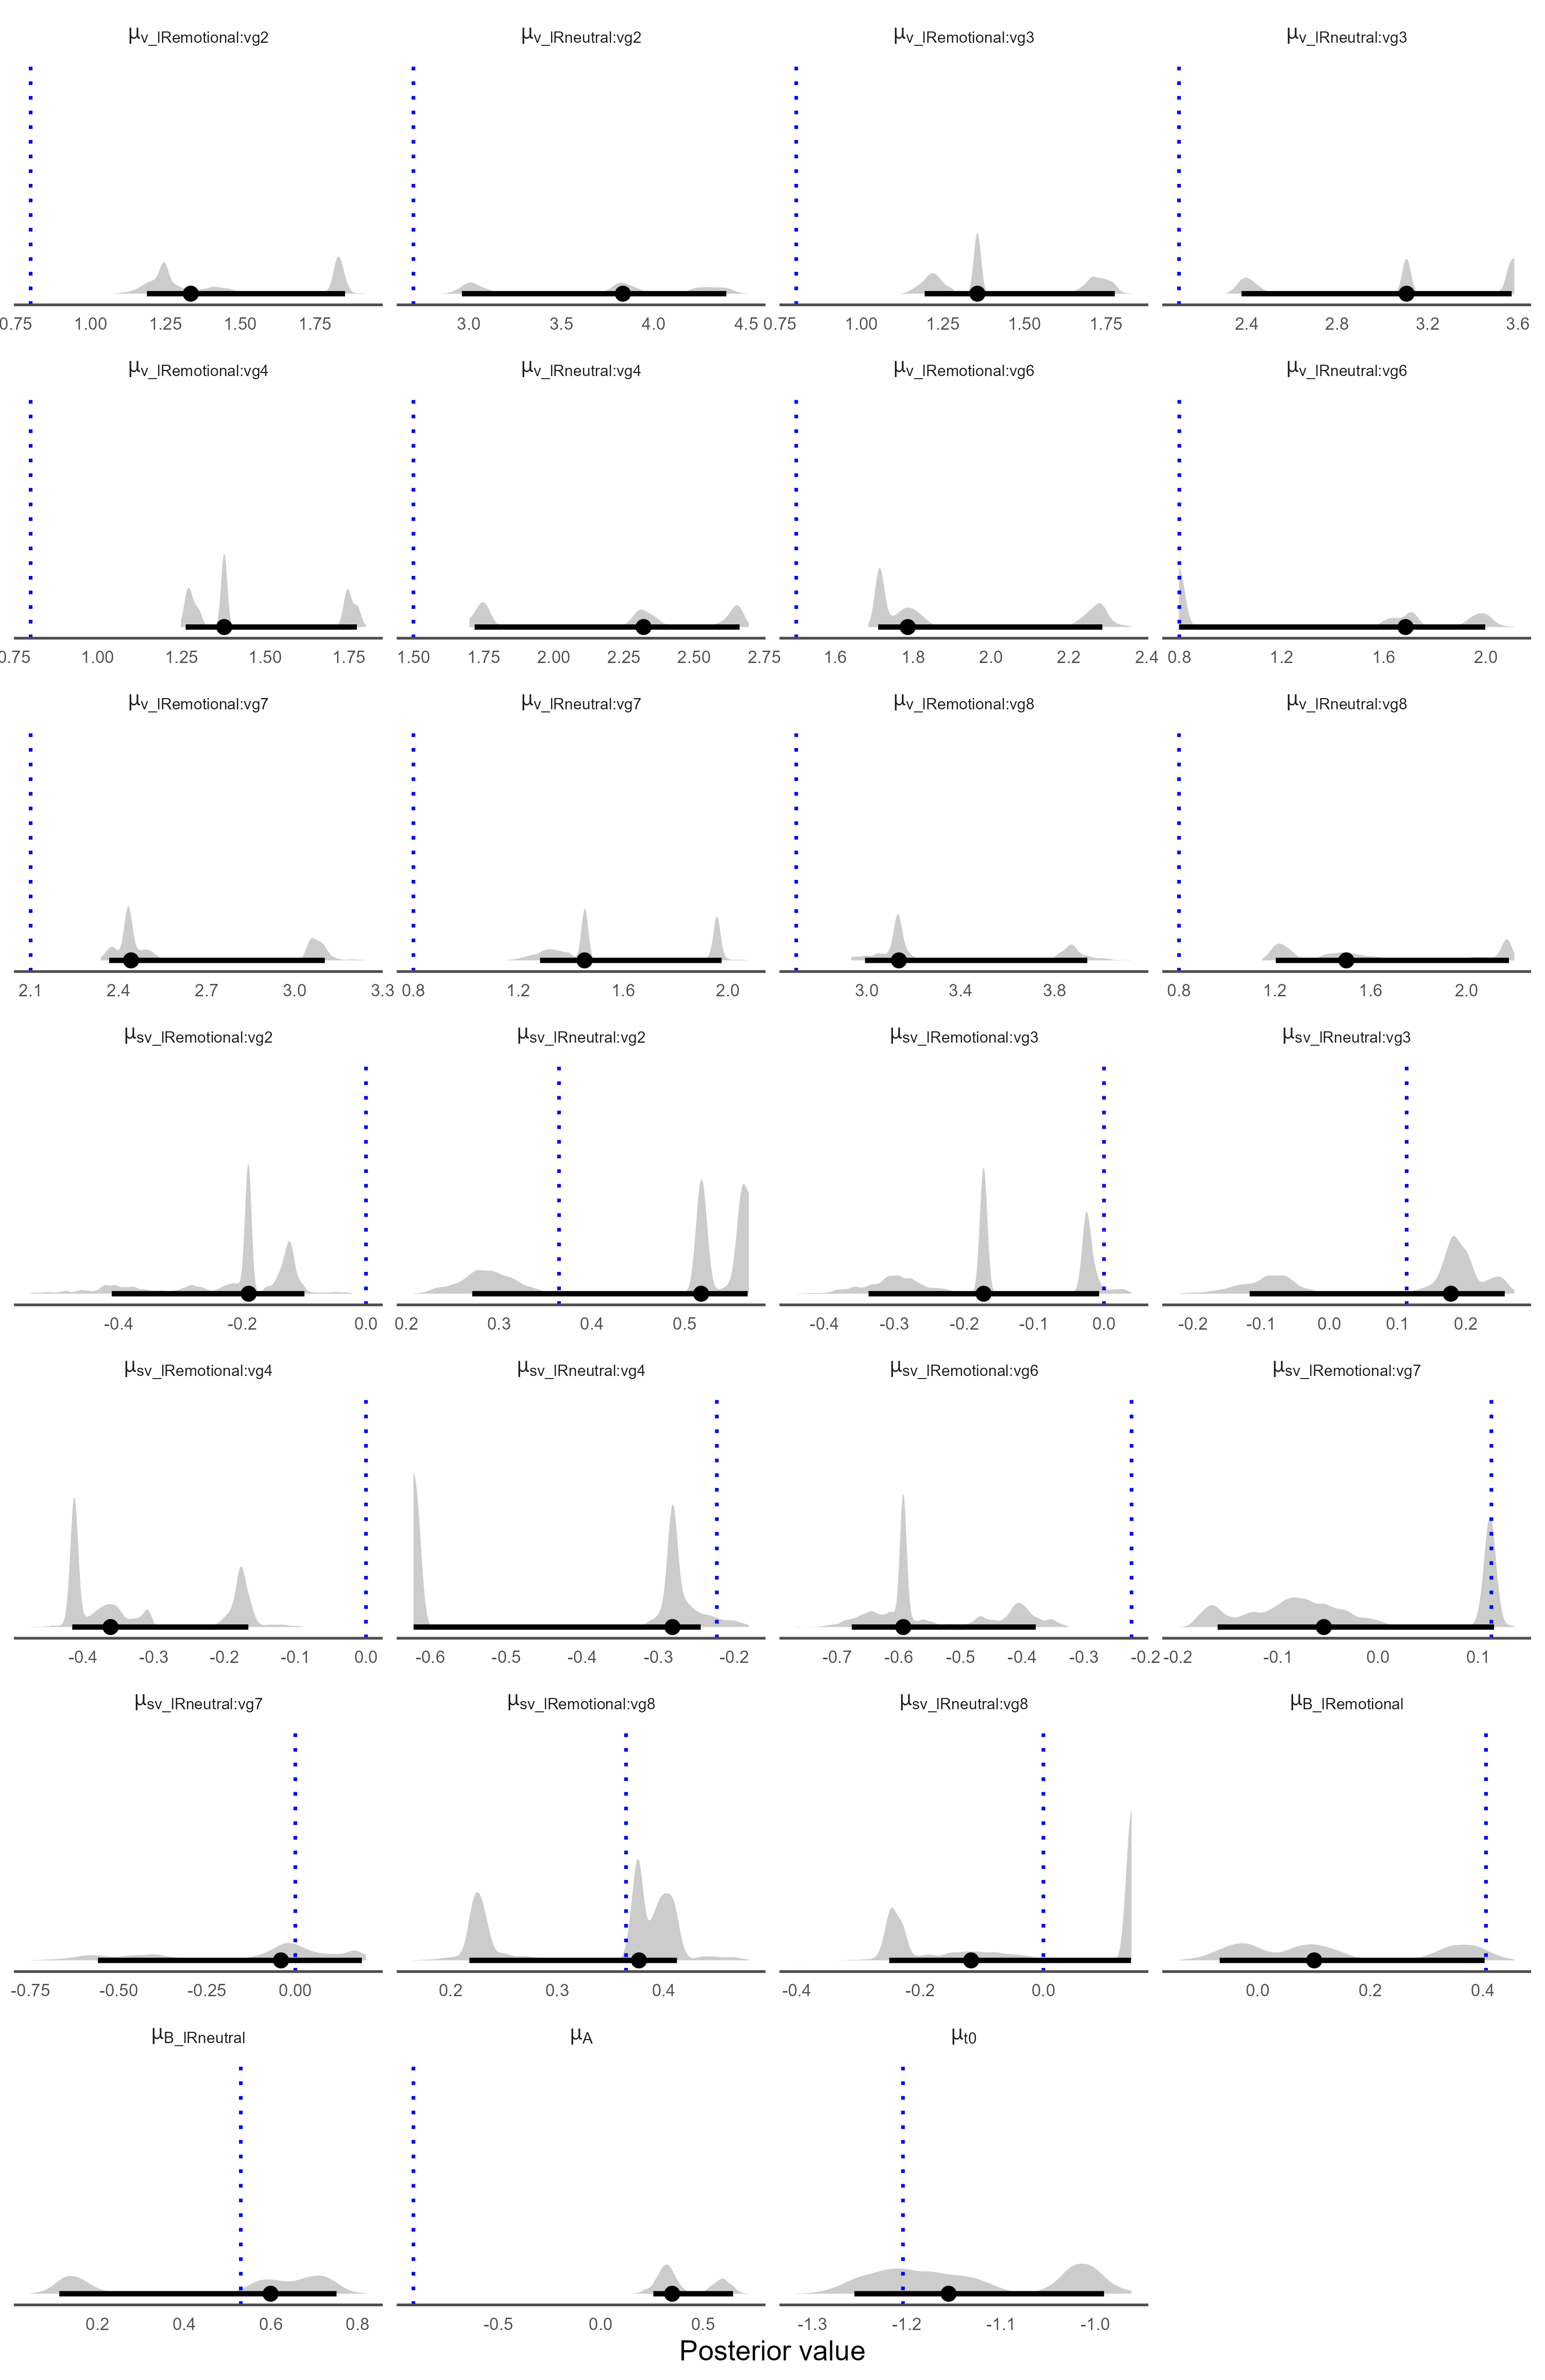 μv_lRemotional:vg2 μv_lRneutral:vg2 μv_lRemotional:vg3 μv_lRneutral:vg3
0.75 1.00 1.25 1.50 1.75 3.0 3.5 4.0 4.5 0.75 1.00 1.25 1.50 1.75 2.4 2.8 3.2 3.6
μv_lRemotional:vg4 μv_lRneutral:vg4 μv_lRemotional:vg6 μv_lRneutral:vg6
0.75 1.00 1.25 1.50 1.75 1.50 1.75 2.00 2.25 2.50 2.75 1.6 1.8 2.0 2.2 2.4 0.8 1.2 1.6 2.0
μv_lRemotional:vg7 μv_lRneutral:vg7 μv_lRemotional:vg8 μv_lRneutral:vg8
2.1 2.4 2.7 3.0 3.3 0.8 1.2 1.6 2.0 3.0 3.4 3.8 0.8 1.2 1.6 2.0
μsv_lRemotional:vg2 μsv_lRneutral:vg2 μsv_lRemotional:vg3 μsv_lRneutral:vg3
-0.4 -0.2 0.0 0.2 0.3 0.4 0.5 -0.4 -0.3 -0.2 -0.1 0.0 -0.2 -0.1 0.0 0.1 0.2
μsv_lRemotional:vg4 μsv_lRneutral:vg4 μsv_lRemotional:vg6 μsv_lRemotional:vg7
-0.4 -0.3 -0.2 -0.1 0.0 -0.6 -0.5 -0.4 -0.3 -0.2 -0.7 -0.6 -0.5 -0.4 -0.3 -0.2 -0.2 -0.1 0.0 0.1
μsv_lRneutral:vg7 μsv_lRemotional:vg8 μsv_lRneutral:vg8 μB_lRemotional
-0.75 -0.50 -0.25 0.00 0.2 0.3 0.4 -0.4 -0.2 0.0 0.0 0.2 0.4
μB_lRneutral μA μt0
0.2 0.4 0.6 0.8 -0.5 0.0 0.5 -1.3 -1.2 -1.1 -1.0
Posterior value